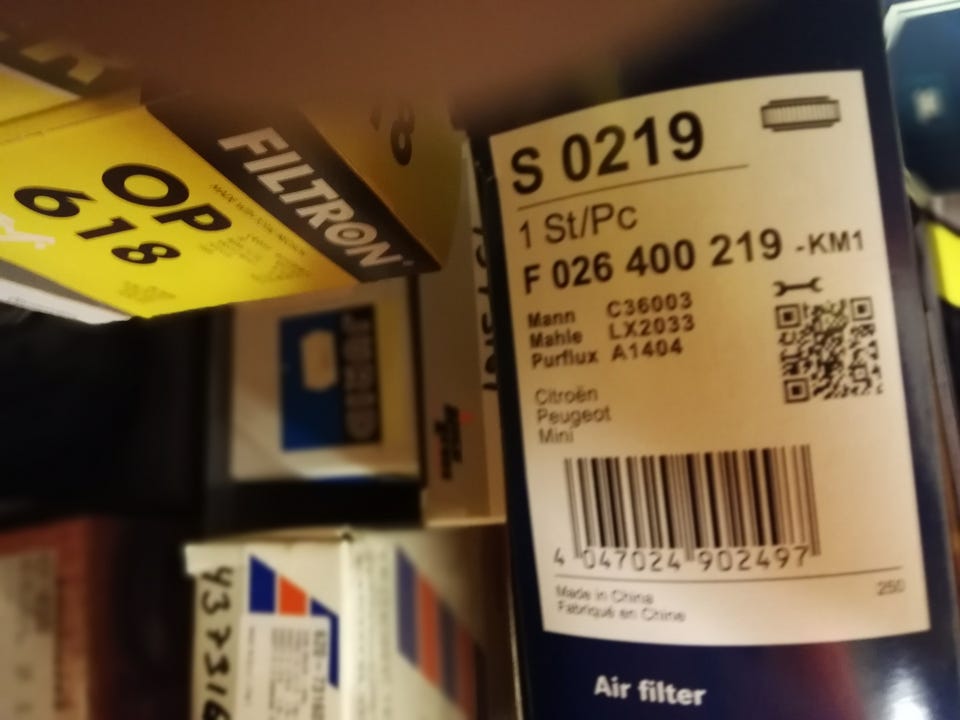 S 0219
1 St/Pc
F 026 400 219 -KM1
Mann C36003
Mahle LX2033
Purflux A1404
Citroën
Peugeot
Mini
4 047024 902497
Made in China
Fabriqué en Chine
250
Air filter
FILTRON
OP
618